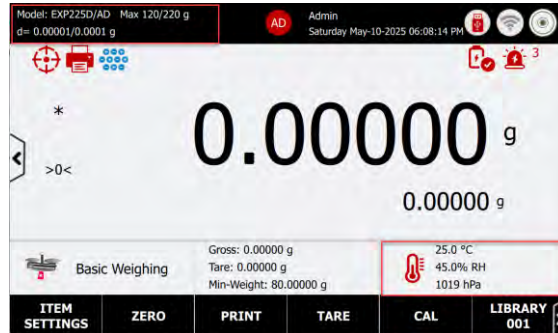 Model: EXP225D/AD Max 120/220 g
d= 0.00001/0.0001 g
AD
Admin
Saturday May-10-2025 06:08:14 PM
3
*
0.00000 g
>0<
0.00000 g
Basic Weighing
Gross: 0.00000 g
Tare: 0.00000 g
Min-Weight: 80.00000 g
25.0 °C
45.0% RH
1019 hPa
ITEM SETTINGS
ZERO
PRINT
TARE
CAL
LIBRARY 001